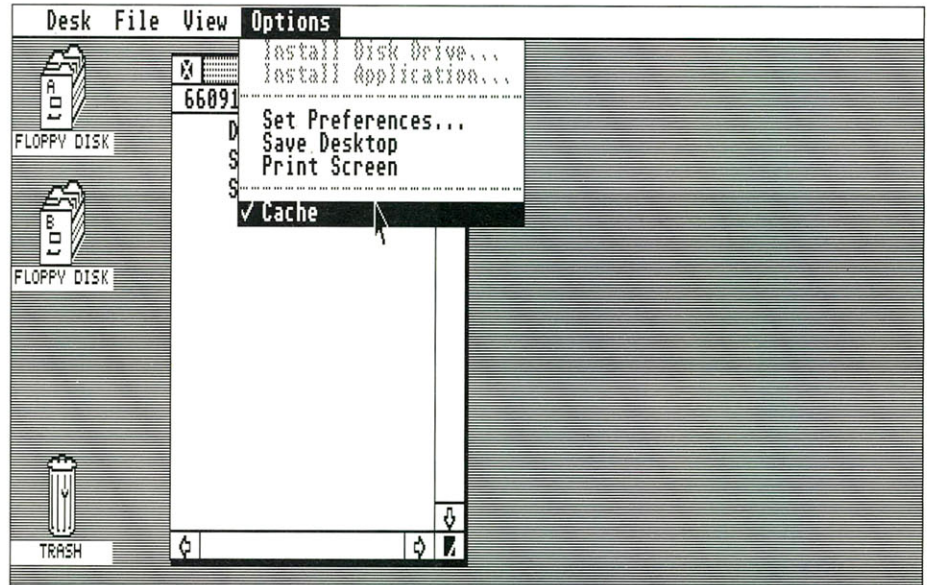 Desk File View Options
Install Disk Drive...
Install Application...
Set Preferences...
Save Desktop
Print Screen
✓ Cache
66091
D
S
S
A
FLOPPY DISK
B
FLOPPY DISK
TRASH